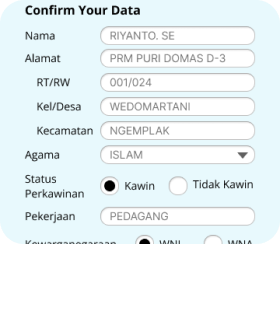 Confirm Your Data
Nama RIYANTO. SE
Alamat PRM PURI DOMAS D-3
RT/RW 001/024
Kel/Desa WEDOMARTANI
Kecamatan NGEMPLAK
Agama ISLAM
Status Perkawinan Kawin Tidak Kawin
Pekerjaan PEDAGANG
Kewarganegaraan WNI WNA